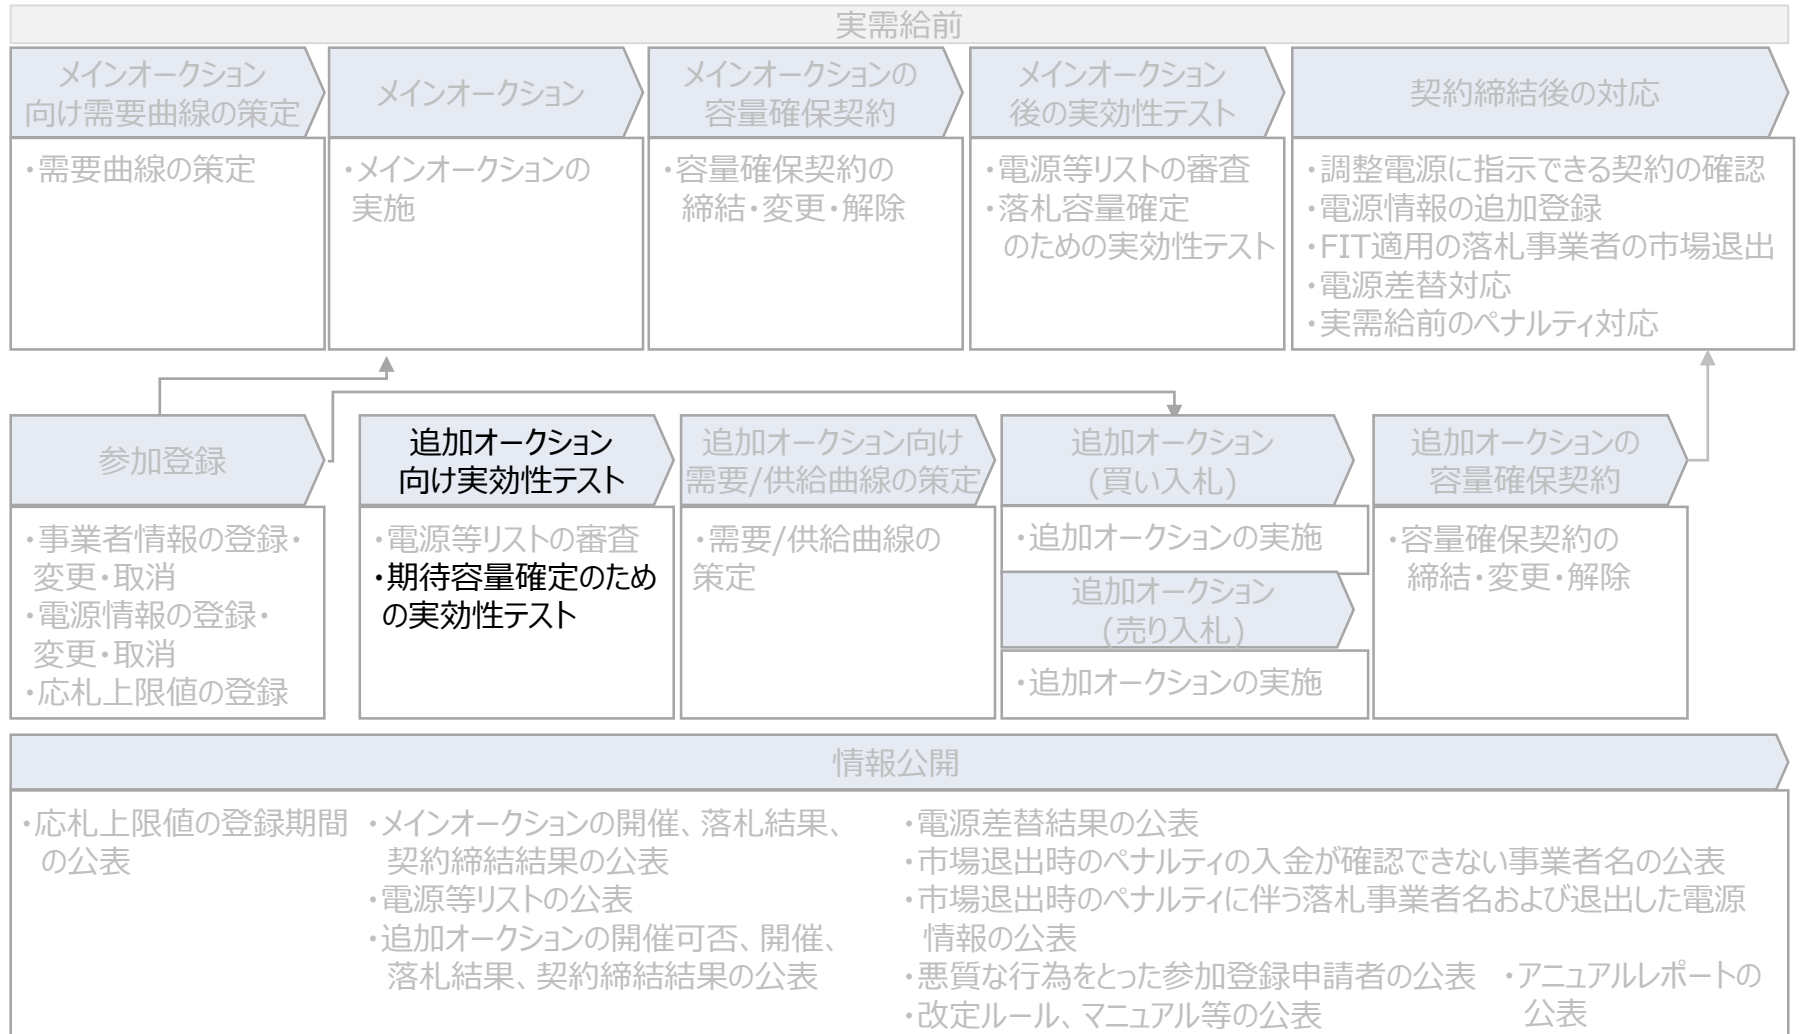 実需給前
メインオークション
向け需要曲線の策定
・需要曲線の策定
メインオークション
・メインオークションの
実施
メインオークションの
容量確保契約
・容量確保契約の
締結・変更・解除
メインオークション
後の実効性テスト
・電源等リストの審査
・落札容量確定
のための実効性テスト
契約締結後の対応
・調整電源に指示できる契約の確認
・電源情報の追加登録
・FIT適用の落札事業者の市場退出
・電源差替対応
・実需給前のペナルティ対応
参加登録
・事業者情報の登録・
変更・取消
・電源情報の登録・
変更・取消
・応札上限値の登録
追加オークション
向け実効性テスト
・電源等リストの審査
・期待容量確定のため
の実効性テスト
追加オークション向け
需要/供給曲線の策定
・需要/供給曲線の
策定
追加オークション
(買い入札)
・追加オークションの実施
追加オークション
(売り入札)
・追加オークションの実施
追加オークションの
容量確保契約
・容量確保契約の
締結・変更・解除
情報公開
・応札上限値の登録期間
の公表
・メインオークションの開催、落札結果、
契約締結結果の公表
・電源等リストの公表
・追加オークションの開催可否、開催、
落札結果、契約締結結果の公表
・電源差替結果の公表
・市場退出時のペナルティの入金が確認できない事業者名の公表
・市場退出時のペナルティに伴う落札事業者名および退出した電源
情報の公表
・悪質な行為をとった参加登録申請者の公表
・改定ルール、マニュアル等の公表
・アニュアルレポートの
公表